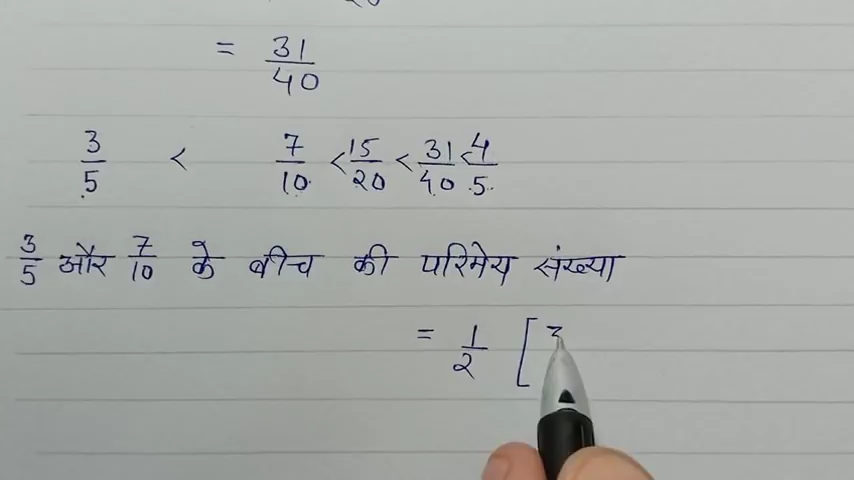 = 31/40
3/5 < 7/10 < 15/20 < 31/40 < 4/5
3/5 और 7/10 के बीच की परिमेय संख्या
= 1/2 [ 3